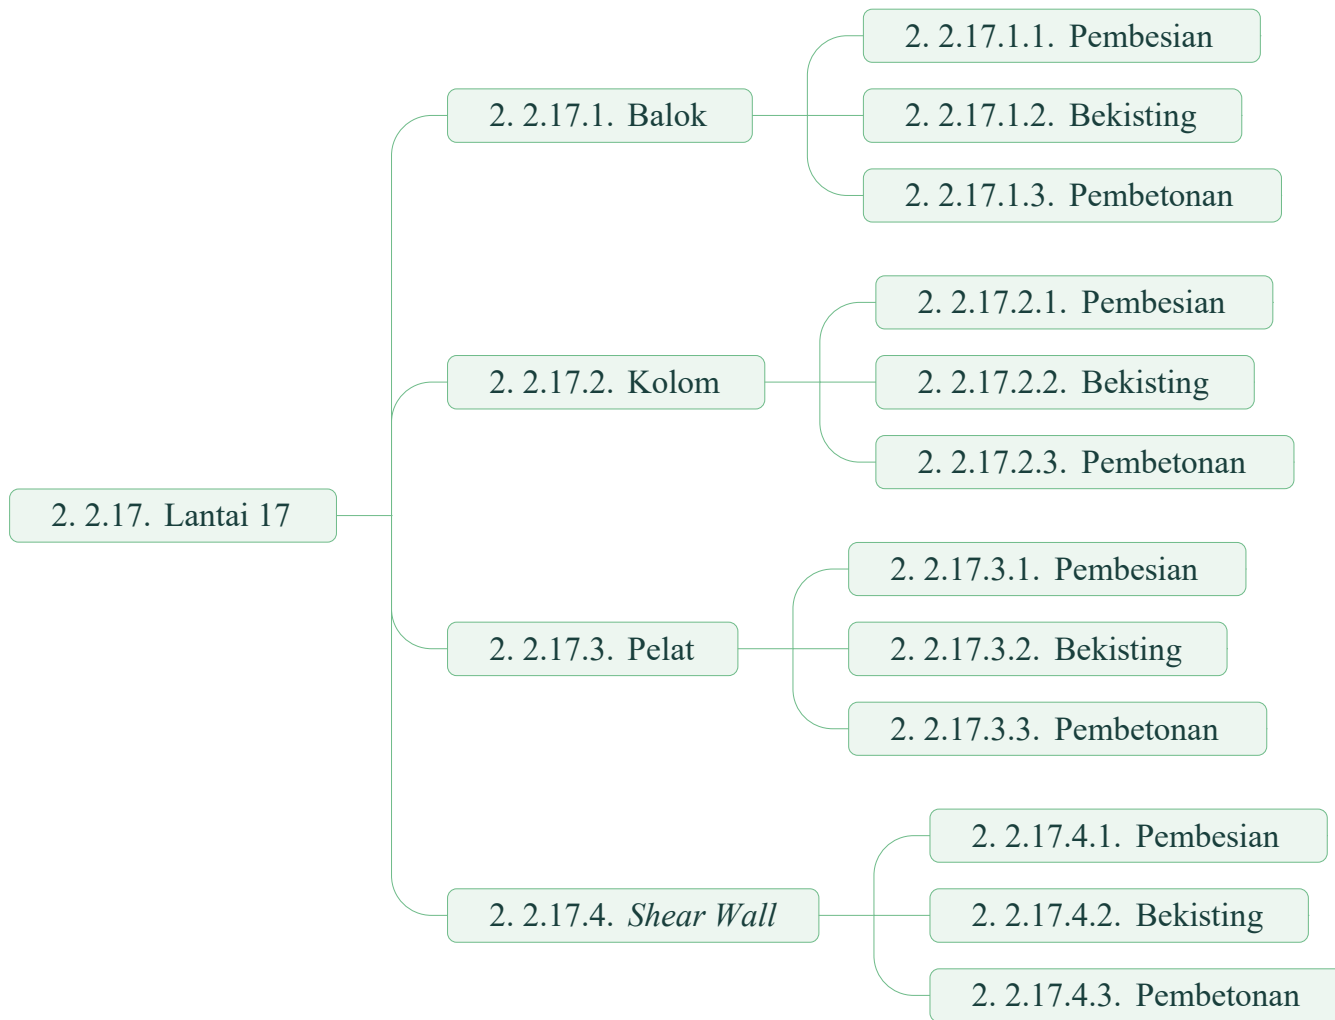 2. 2.17. Lantai 17
2. 2.17.1. Balok
2. 2.17.1.1. Pembesian
2. 2.17.1.2. Bekisting
2. 2.17.1.3. Pembetonan
2. 2.17.2. Kolom
2. 2.17.2.1. Pembesian
2. 2.17.2.2. Bekisting
2. 2.17.2.3. Pembetonan
2. 2.17.3. Pelat
2. 2.17.3.1. Pembesian
2. 2.17.3.2. Bekisting
2. 2.17.3.3. Pembetonan
2. 2.17.4. Shear Wall
2. 2.17.4.1. Pembesian
2. 2.17.4.2. Bekisting
2. 2.17.4.3. Pembetonan